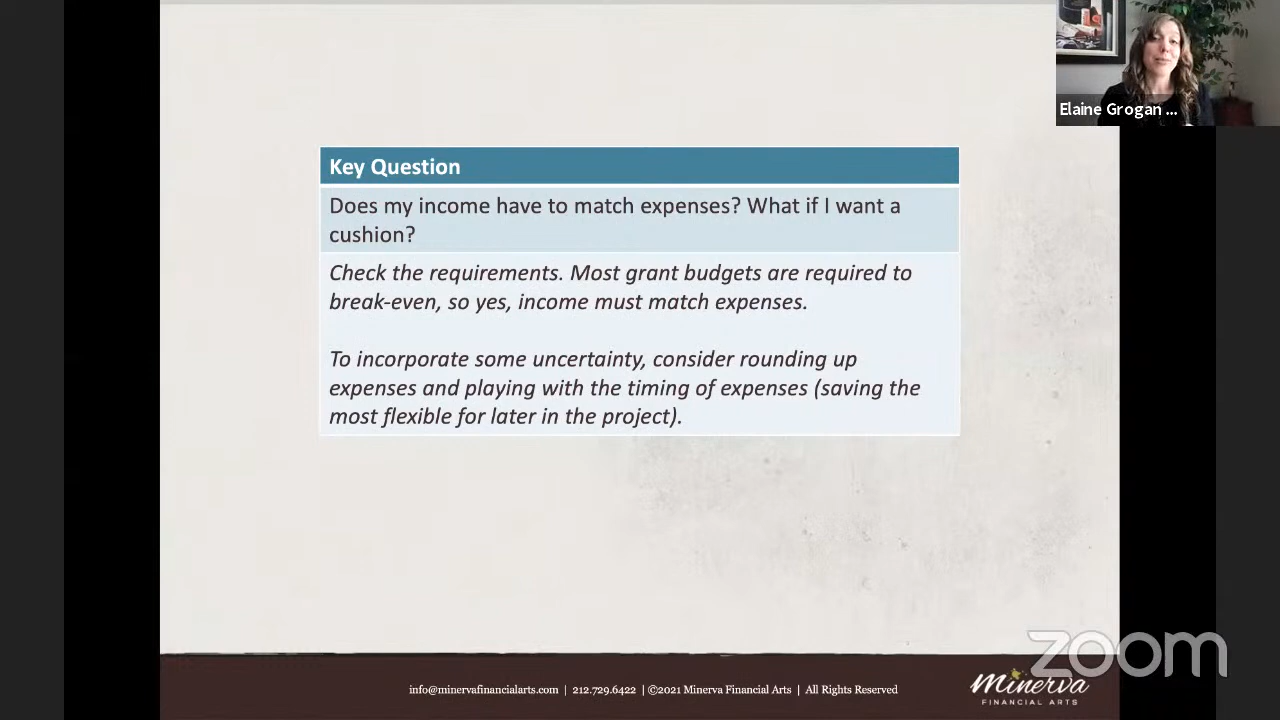 Elaine Grogan ...
Key Question
Does my income have to match expenses? What if I want a
cushion?
Check the requirements. Most grant budgets are required to
break-even, so yes, income must match expenses.
To incorporate some uncertainty, consider rounding up
expenses and playing with the timing of expenses (saving the
most flexible for later in the project).
zoom
info@minervafinancialarts.com | 212.729.6422 | ©2021 Minerva Financial Arts | All Rights Reserved
Minerva
FINANCIAL ARTS